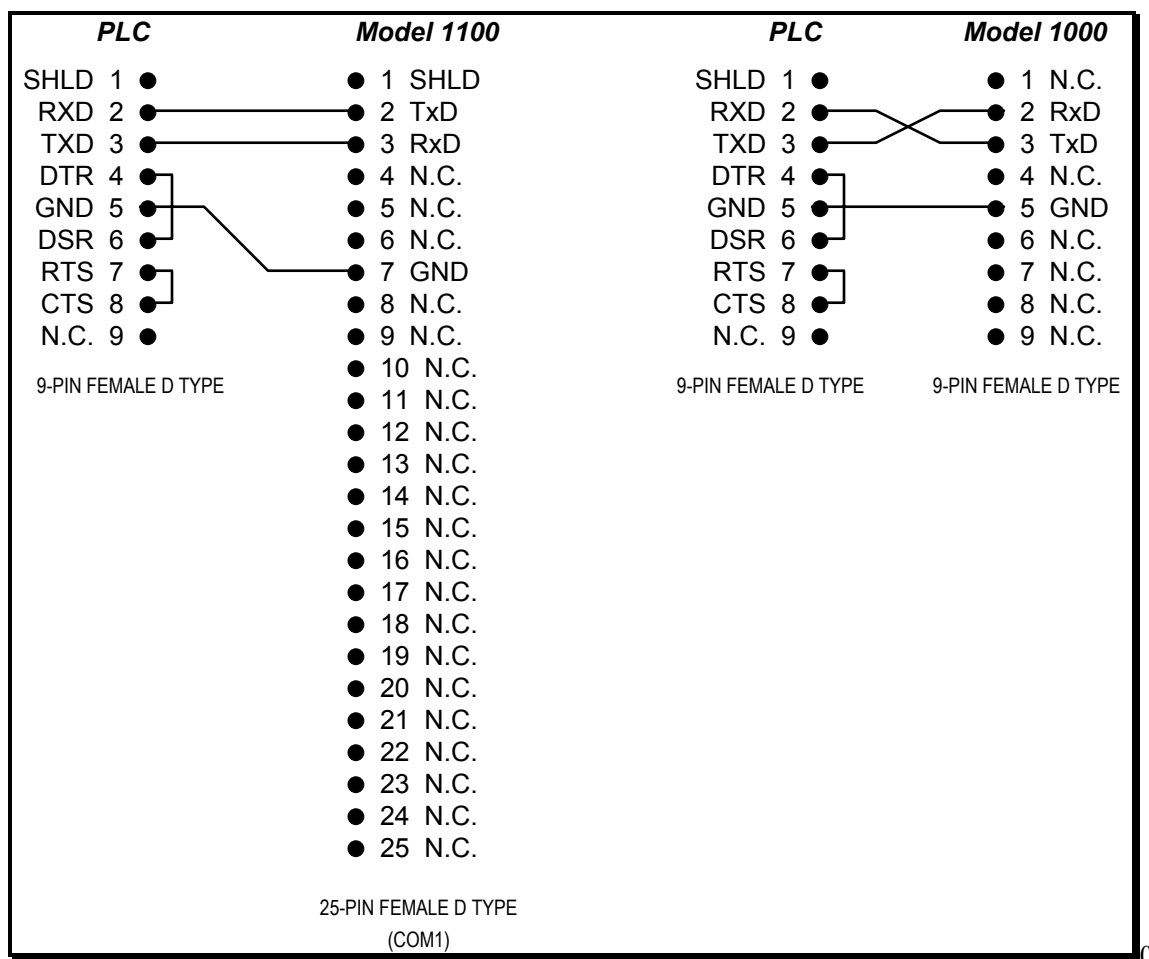 PLC Model 1100 PLC Model 1000
SHLD 1 1 SHLD SHLD 1 1 N.C.
RXD 2 2 TxD RXD 2 2 RxD
TXD 3 3 RxD TXD 3 3 TxD
DTR 4 4 N.C. DTR 4 4 N.C.
GND 5 5 N.C. GND 5 5 GND
DSR 6 6 N.C. DSR 6 6 N.C.
RTS 7 7 GND RTS 7 7 N.C.
CTS 8 8 N.C. CTS 8 8 N.C.
N.C. 9 9 N.C. N.C. 9 9 N.C.
10 N.C.
9-PIN FEMALE D TYPE 9-PIN FEMALE D TYPE 9-PIN FEMALE D TYPE
11 N.C.
12 N.C.
13 N.C.
14 N.C.
15 N.C.
16 N.C.
17 N.C.
18 N.C.
19 N.C.
20 N.C.
21 N.C.
22 N.C.
23 N.C.
24 N.C.
25 N.C.
25-PIN FEMALE D TYPE
(COM1)